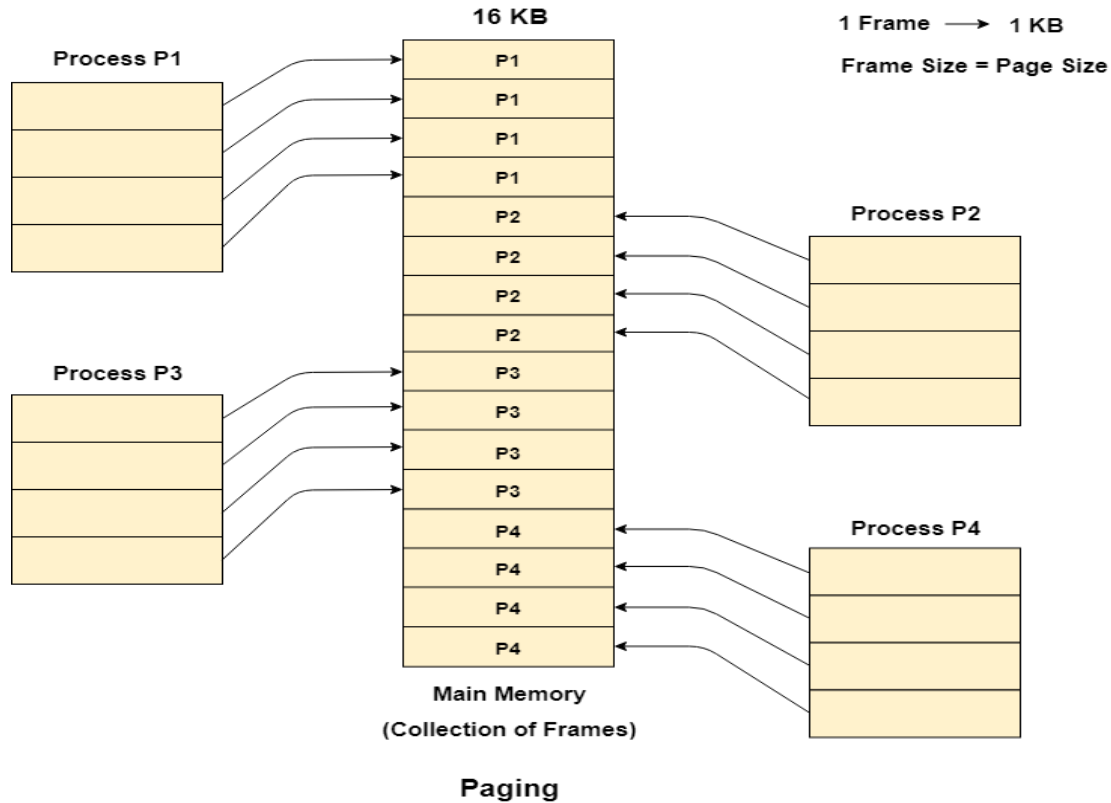 16 KB
1 Frame → 1 KB
Frame Size = Page Size
Process P1
P1
P1
P1
P1
P2
P2
P2
P2
P3
P3
P3
P3
P4
P4
P4
P4
Process P2
Process P3
Process P4
Main Memory
(Collection of Frames)
Paging